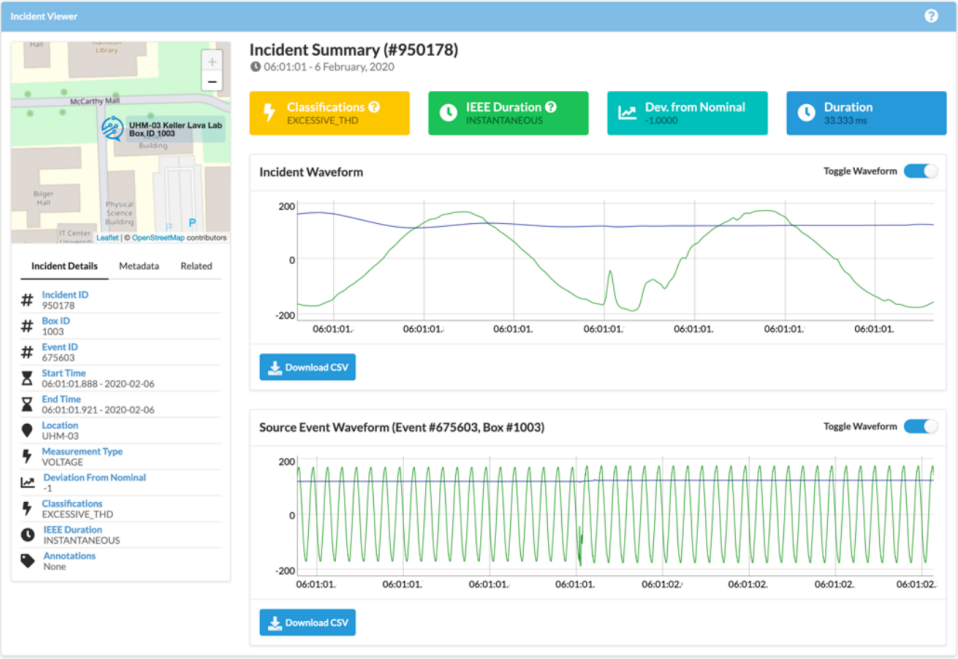 Incident Viewer
?
Hall
Hamilton
Library
+
−
McCarthy Mall
UHM-03 Keller Lava Lab
Box ID 1003
Building
Bilger
Hall
Physical
Science
Building
P
P
IT Center
Leaflet | © OpenStreetMap contributors
Incident Details
Metadata
Related
Incident ID
950178
Box ID
1003
Event ID
675603
Start Time
06:01:01.888 - 2020-02-06
End Time
06:01:01.921 - 2020-02-06
Location
UHM-03
Measurement Type
VOLTAGE
Deviation From Nominal
-1
Classifications
EXCESSIVE_THD
IEEE Duration
INSTANTANEOUS
Annotations
None
Incident Summary (#950178)
06:01:01 - 6 February, 2020
Classifications ?
EXCESSIVE_THD
IEEE Duration ?
INSTANTANEOUS
Dev. from Nominal
-1.0000
Duration
33.333 ms
Incident Waveform
Toggle Waveform
200
0
-200
06:01:01. 06:01:01. 06:01:01. 06:01:01. 06:01:01. 06:01:01. 06:01:01.
Download CSV
Source Event Waveform (Event #675603, Box #1003)
Toggle Waveform
200
0
-200
06:01:01. 06:01:01. 06:01:01. 06:01:01. 06:01:02. 06:01:02. 06:01:02. 06:01:02.
Download CSV